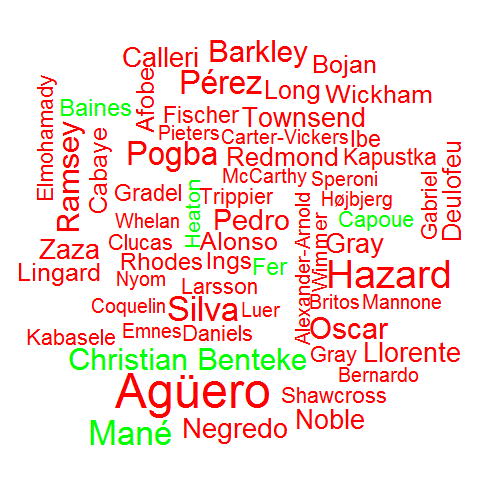 Calleri Barkley Bojan
Elmohamady Baines Afobe Pérez Long Wickham
Fischer Townsend
Ramsey Cabaye Pieters Carter-Vickers Ibe
Pogba Redmond Kapustka
McCarthy Speroni Gabriel Deulofeu
Gradel Heaton Trippier Alexander-Arnold Højbjerg
Whelan Pedro Wimmer Capoue
Zaza Clucas Alonso Gray
Lingard Rhodes Ings Fer Hazard
Nyom Larsson
Coquelin Silva Luer Britos Mannone
Kabasele Emnes Daniels Oscar
Christian Benteke Gray Llorente
Agüero Bernardo
Shawcross
Mané Negredo Noble